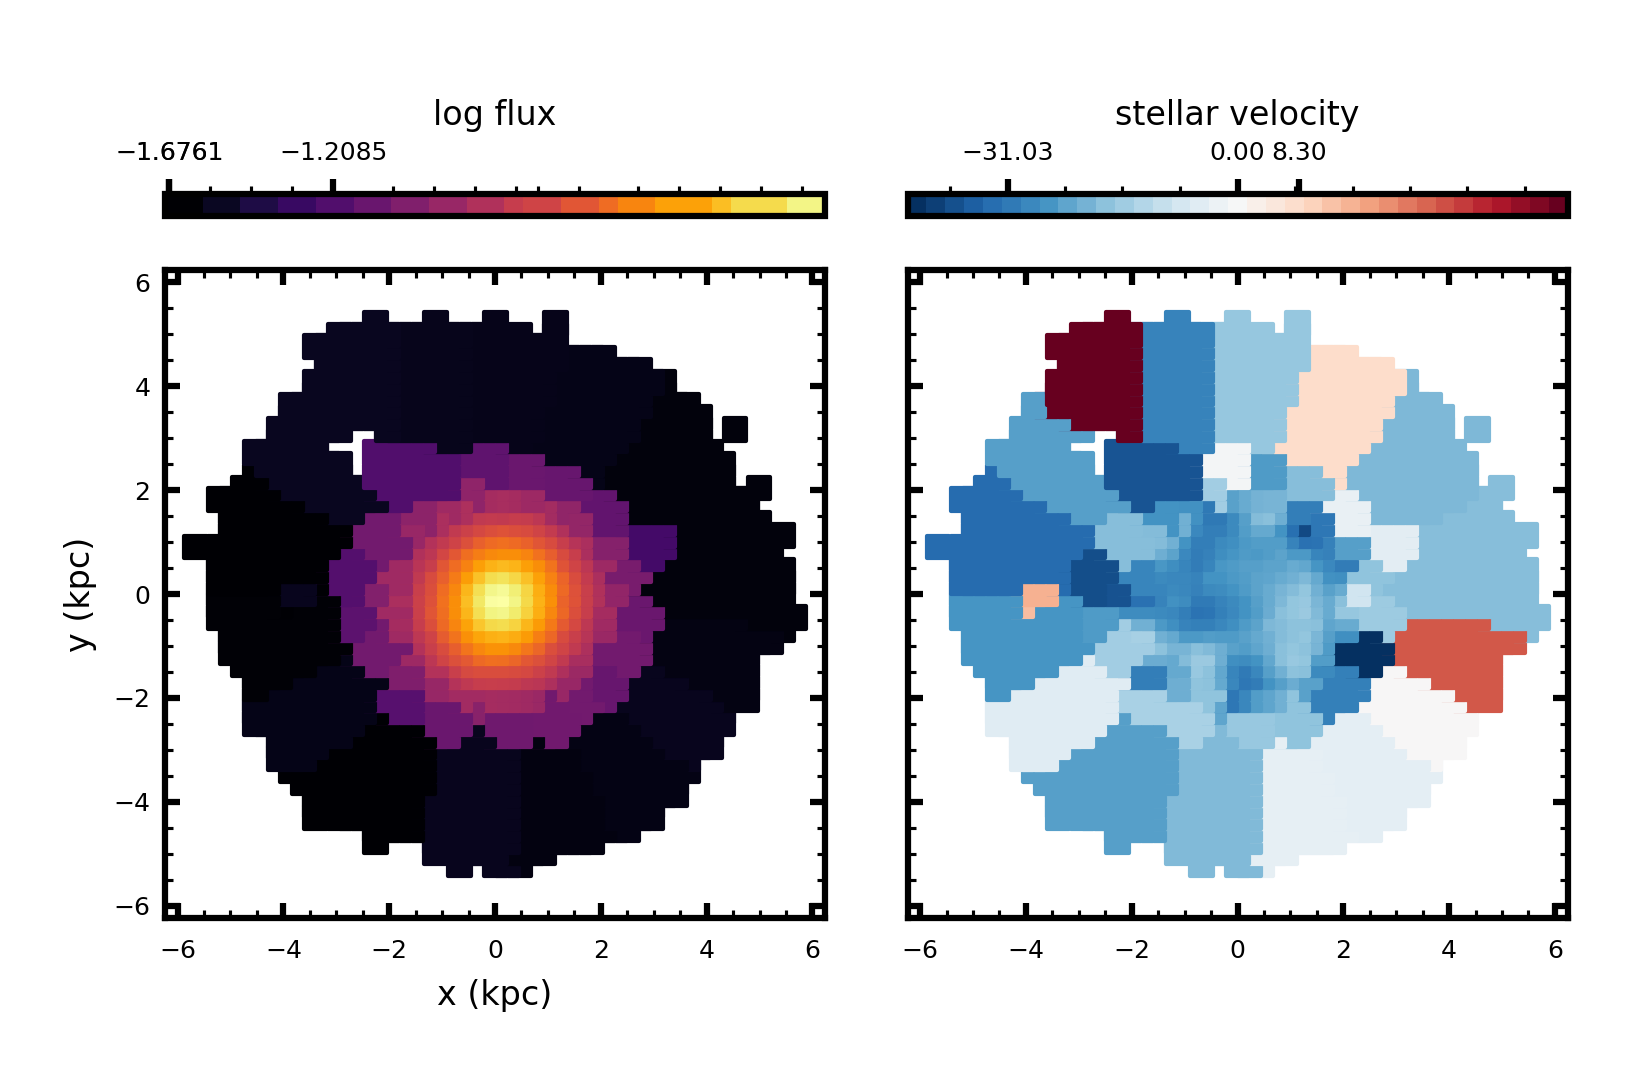 log flux
stellar velocity
−1.6761 −1.2085
−31.03 0.00 8.30
6
4
2
0
−2
−4
−6
y (kpc)
−6 −4 −2 0 2 4 6
−6 −4 −2 0 2 4 6
x (kpc)